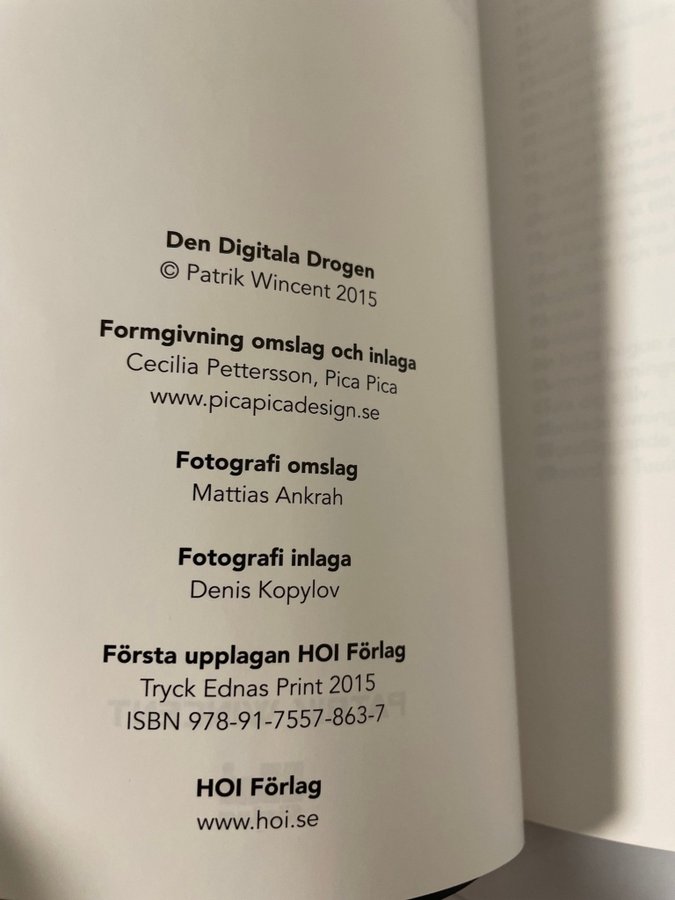 Den Digitala Drogen
© Patrik Wincent 2015
Formgivning omslag och inlaga
Cecilia Pettersson, Pica Pica
www.picapicadesign.se
Fotografi omslag
Mattias Ankrah
Fotografi inlaga
Denis Kopylov
Första upplagan HOI Förlag
Tryck Ednas Print 2015
ISBN 978-91-7557-863-7
HOI Förlag
www.hoi.se